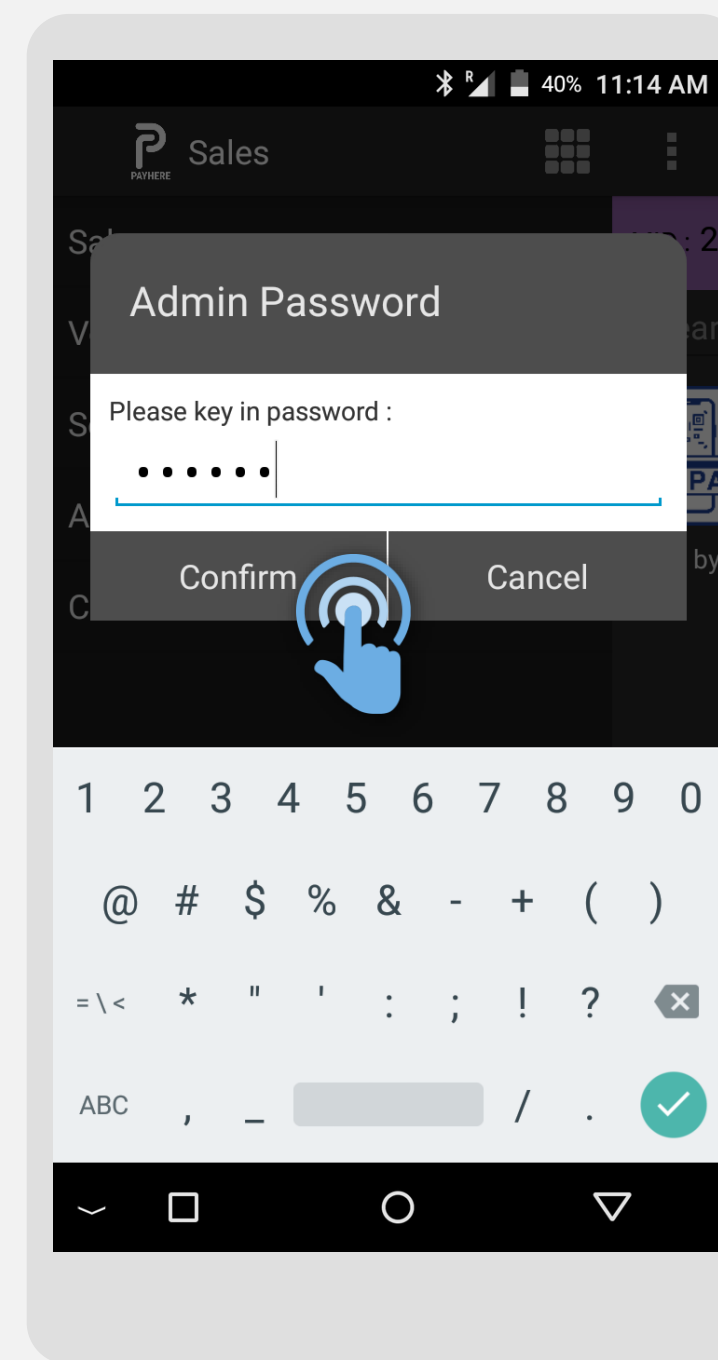 R 40% 11:14 AM
PAYHERE Sales
Admin Password
Please key in password :
••••••
Confirm Cancel
by
1 2 3 4 5 6 7 8 9 0
@ # $ % & - + ( )
= \ < * " ' : ; ! ?
ABC , _ / .